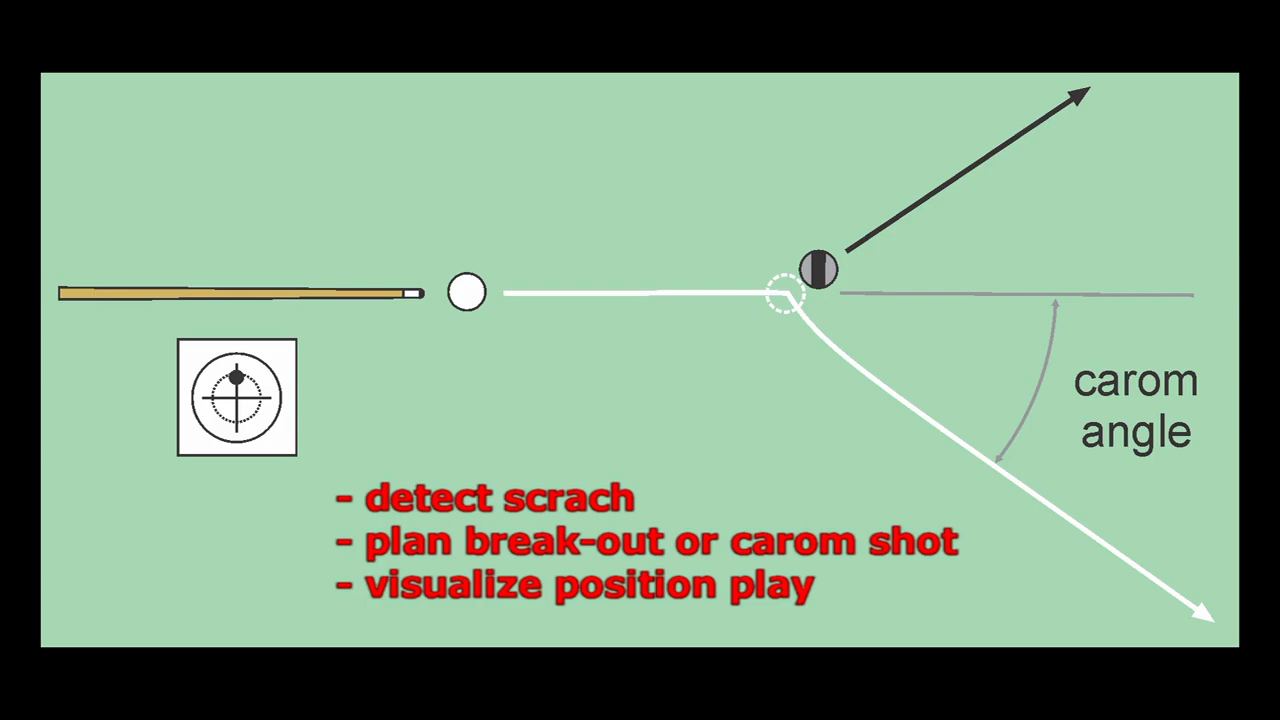 carom
angle
- detect scrach
- plan break-out or carom shot
- visualize position play